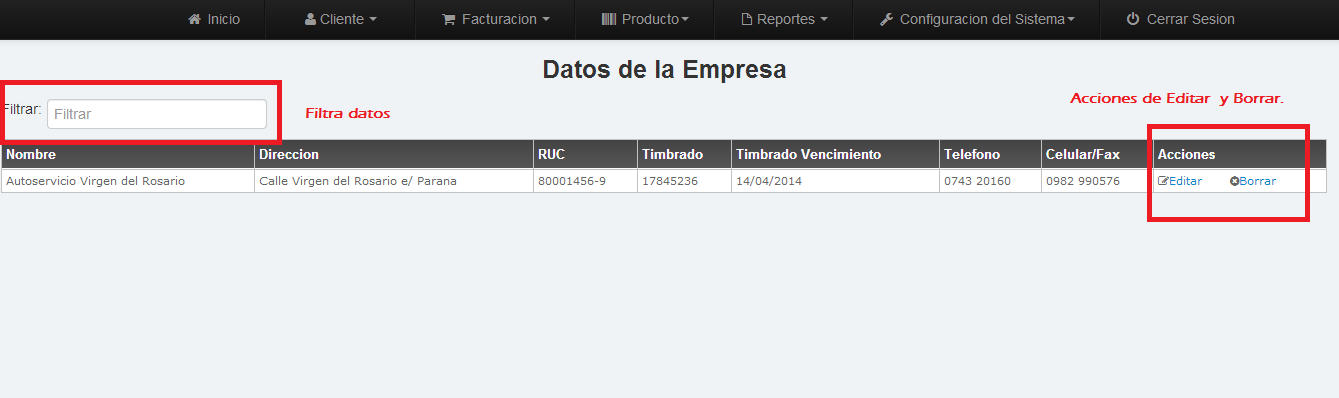 Inicio Cliente Facturacion Producto Reportes Configuracion del Sistema Cerrar Sesion
Datos de la Empresa
Acciones de Editar y Borrar.
Filtrar: Filtrar Filtra datos
Nombre Direccion RUC Timbrado Timbrado Vencimiento Telefono Celular/Fax Acciones
Autoservicio Virgen del Rosario Calle Virgen del Rosario e/ Parana 80001456-9 17845236 14/04/2014 0743 20160 0982 990576 Editar Borrar